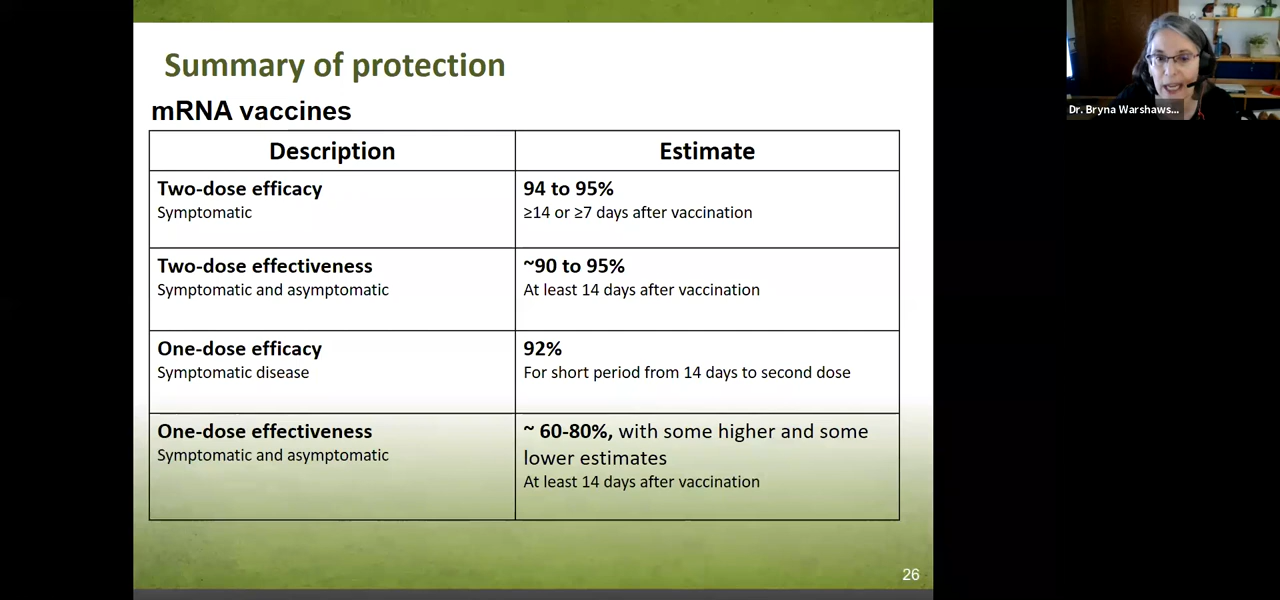 Summary of protection
mRNA vaccines
Description
Estimate
Two-dose efficacy
Symptomatic
94 to 95%
≥14 or ≥7 days after vaccination
Two-dose effectiveness
Symptomatic and asymptomatic
~90 to 95%
At least 14 days after vaccination
One-dose efficacy
Symptomatic disease
92%
For short period from 14 days to second dose
One-dose effectiveness
Symptomatic and asymptomatic
~ 60-80%, with some higher and some
lower estimates
At least 14 days after vaccination
26
Dr. Bryna Warshaws...